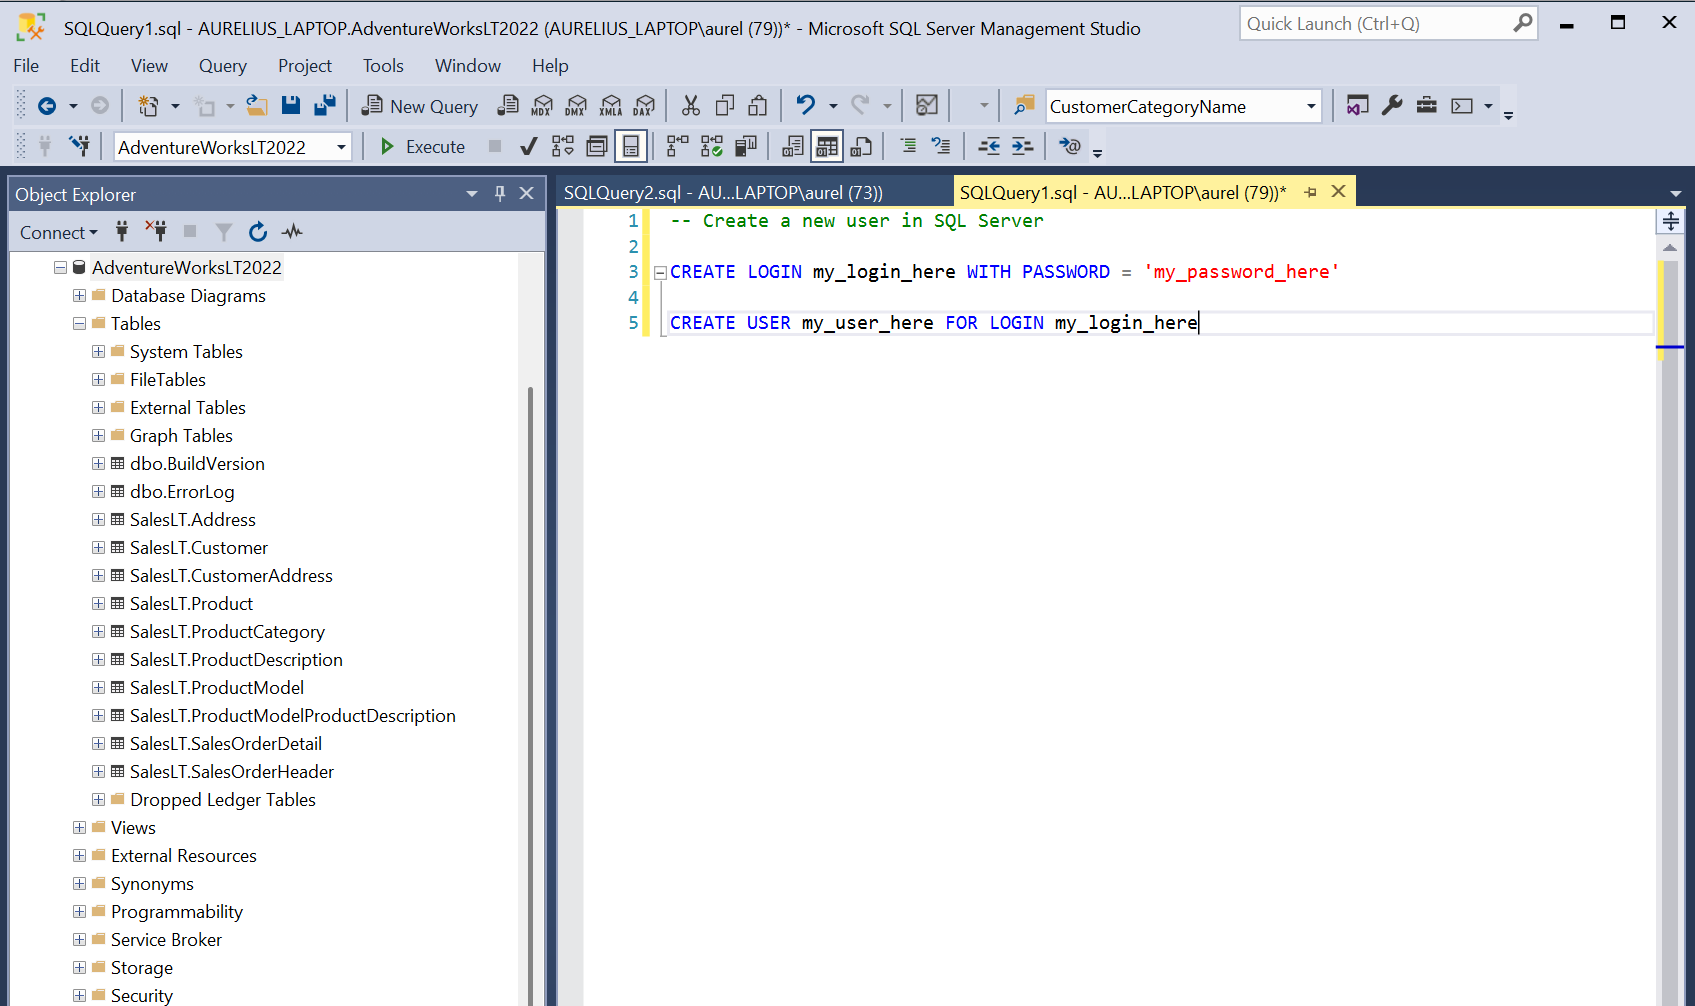 SQLQuery1.sql - AURELIUS_LAPTOP.AdventureWorksLT2022 (AURELIUS_LAPTOP\aurel (79))* - Microsoft SQL Server Management Studio
Quick Launch (Ctrl+Q)
File Edit View Query Project Tools Window Help
New Query MDX DMX XMLA DAX CustomerCategoryName
AdventureWorksLT2022 Execute
Object Explorer
Connect
AdventureWorksLT2022
Database Diagrams
Tables
System Tables
FileTables
External Tables
Graph Tables
dbo.BuildVersion
dbo.ErrorLog
SalesLT.Address
SalesLT.Customer
SalesLT.CustomerAddress
SalesLT.Product
SalesLT.ProductCategory
SalesLT.ProductDescription
SalesLT.ProductModel
SalesLT.ProductModelProductDescription
SalesLT.SalesOrderDetail
SalesLT.SalesOrderHeader
Dropped Ledger Tables
Views
External Resources
Synonyms
Programmability
Service Broker
Storage
Security
SQLQuery2.sql - AU...LAPTOP\aurel (73))
SQLQuery1.sql - AU...LAPTOP\aurel (79))*
1 -- Create a new user in SQL Server
2
3 CREATE LOGIN my_login_here WITH PASSWORD = 'my_password_here'
4
5 CREATE USER my_user_here FOR LOGIN my_login_here